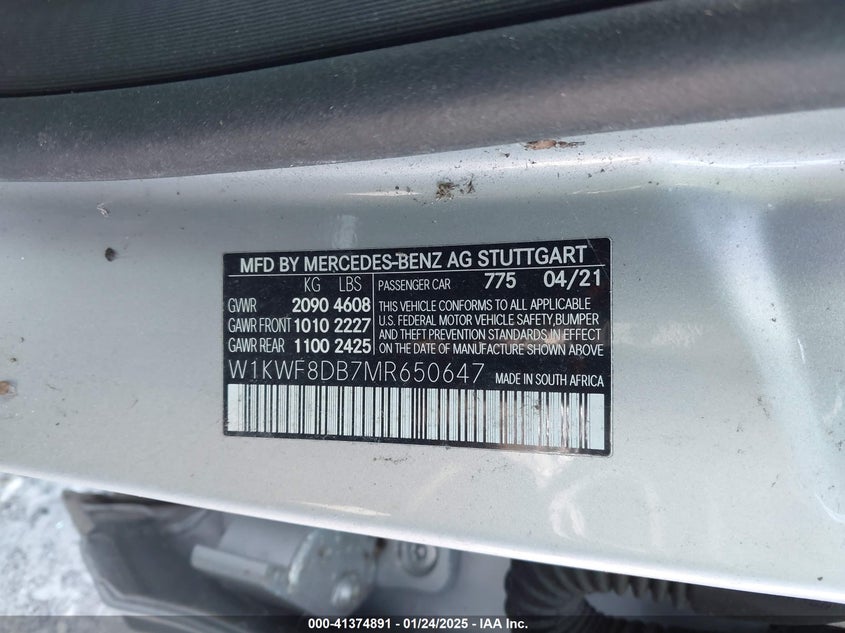 MFD BY MERCEDES-BENZ AG STUTTGART
KG LBS PASSENGER CAR 775 04/21
GVWR 2090 4608 THIS VEHICLE CONFORMS TO ALL APPLICABLE
GAWR FRONT 1010 2227 U.S. FEDERAL MOTOR VEHICLE SAFETY,BUMPER
AND THEFT PREVENTION STANDARDS IN EFFECT
GAWR REAR 1100 2425 ON DATE OF MANUFACTURE SHOWN ABOVE
W1KWF8DB7MR650647 MADE IN SOUTH AFRICA
000-41374891 - 01/24/2025 - IAAI Inc.